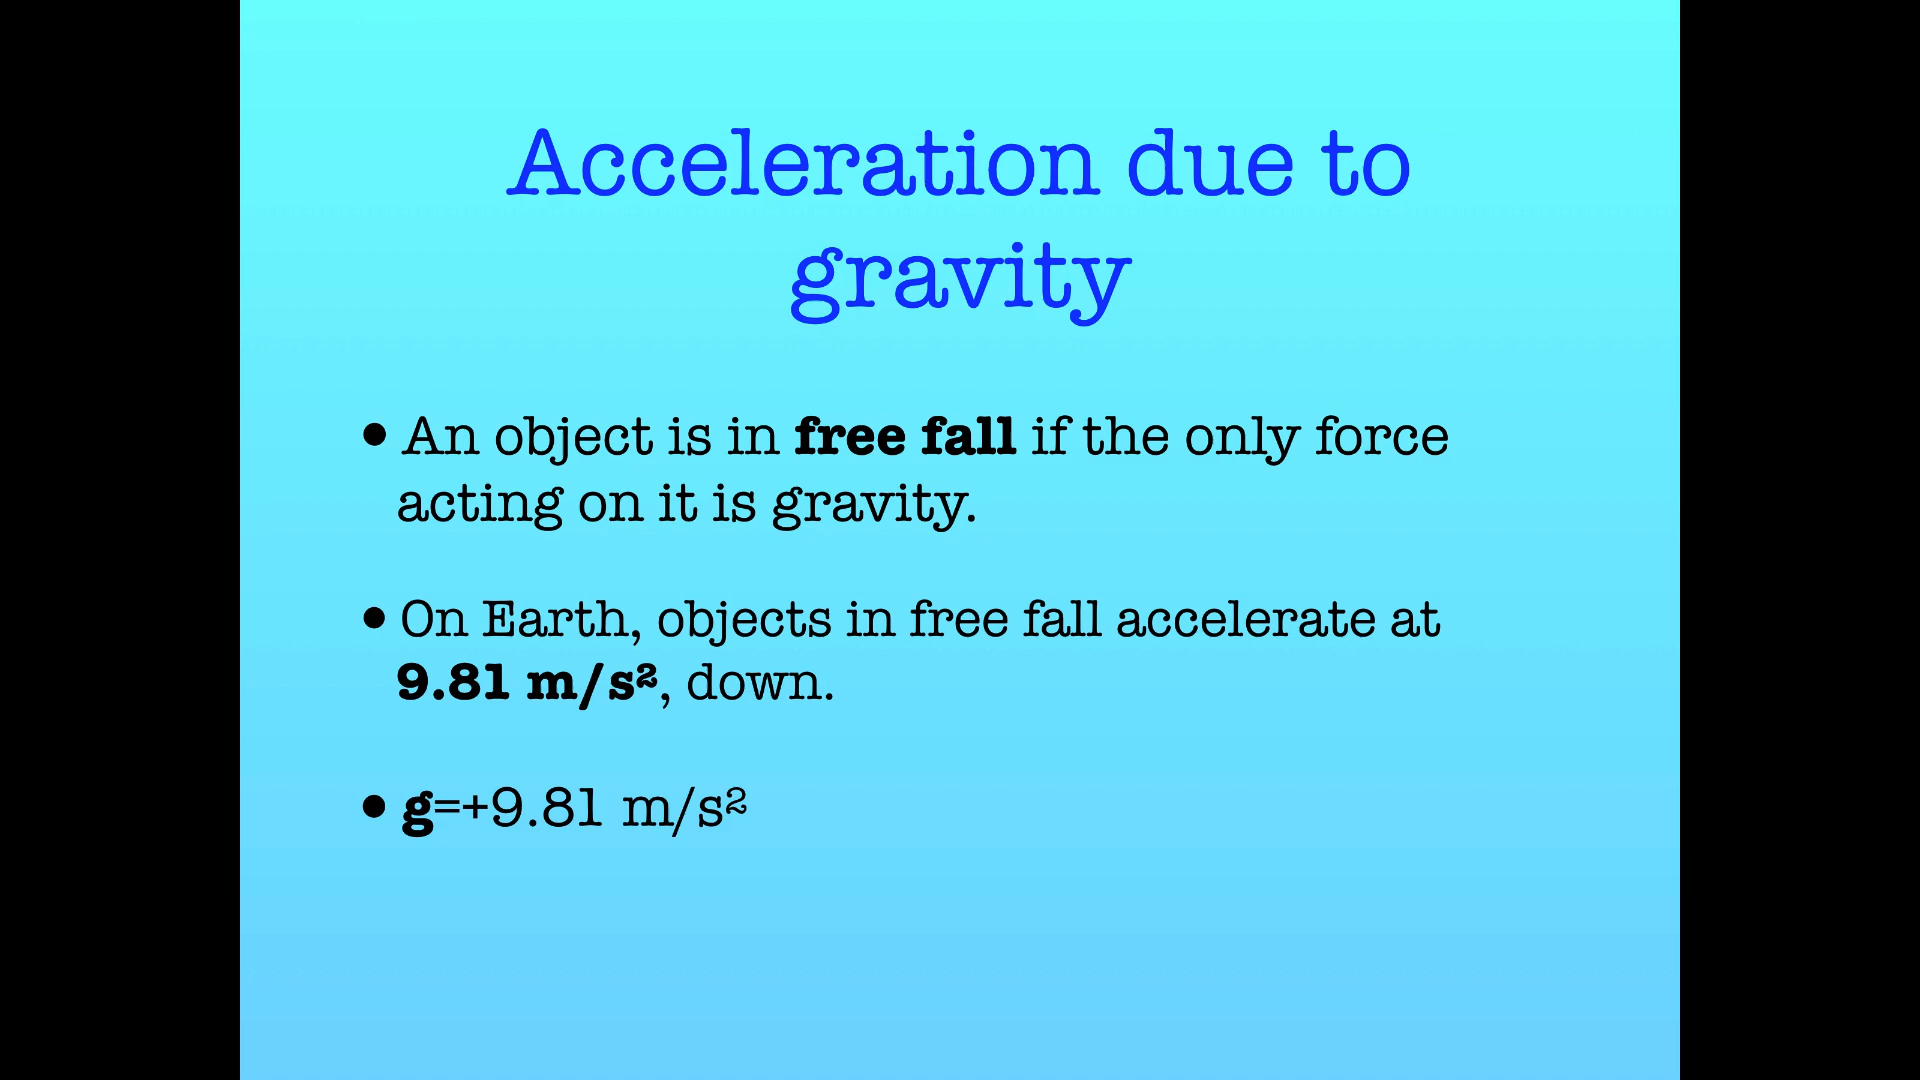 Acceleration due to
gravity
• An object is in free fall if the only force
acting on it is gravity.
• On Earth, objects in free fall accelerate at
9.81 m/s², down.
• g=+9.81 m/s²